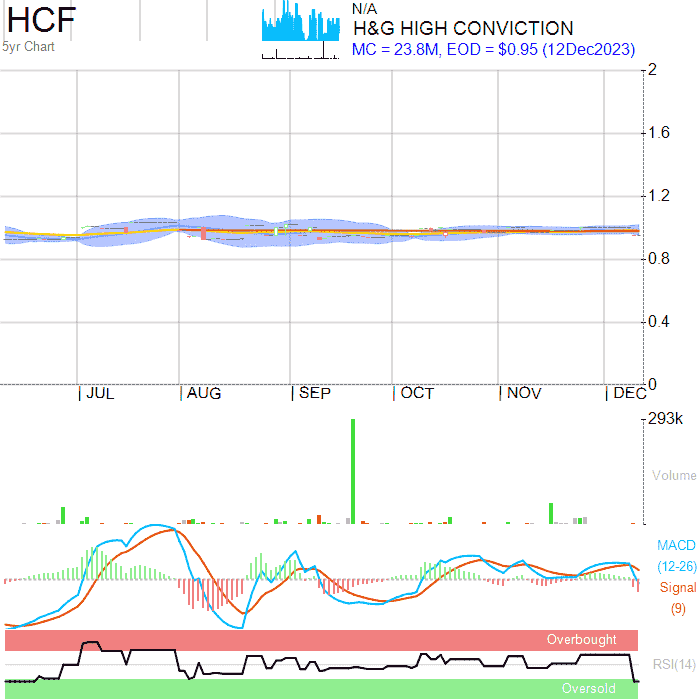 HCF
5yr Chart
N/A
H&G HIGH CONVICTION
MC = 23.8M, EOD = $0.95 (12Dec2023)
2
1.6
1.2
0.8
0.4
0
JUL
AUG
SEP
OCT
NOV
DEC
293k
Volume
MACD
(12-26)
Signal
(9)
Overbought
RSI(14)
Oversold